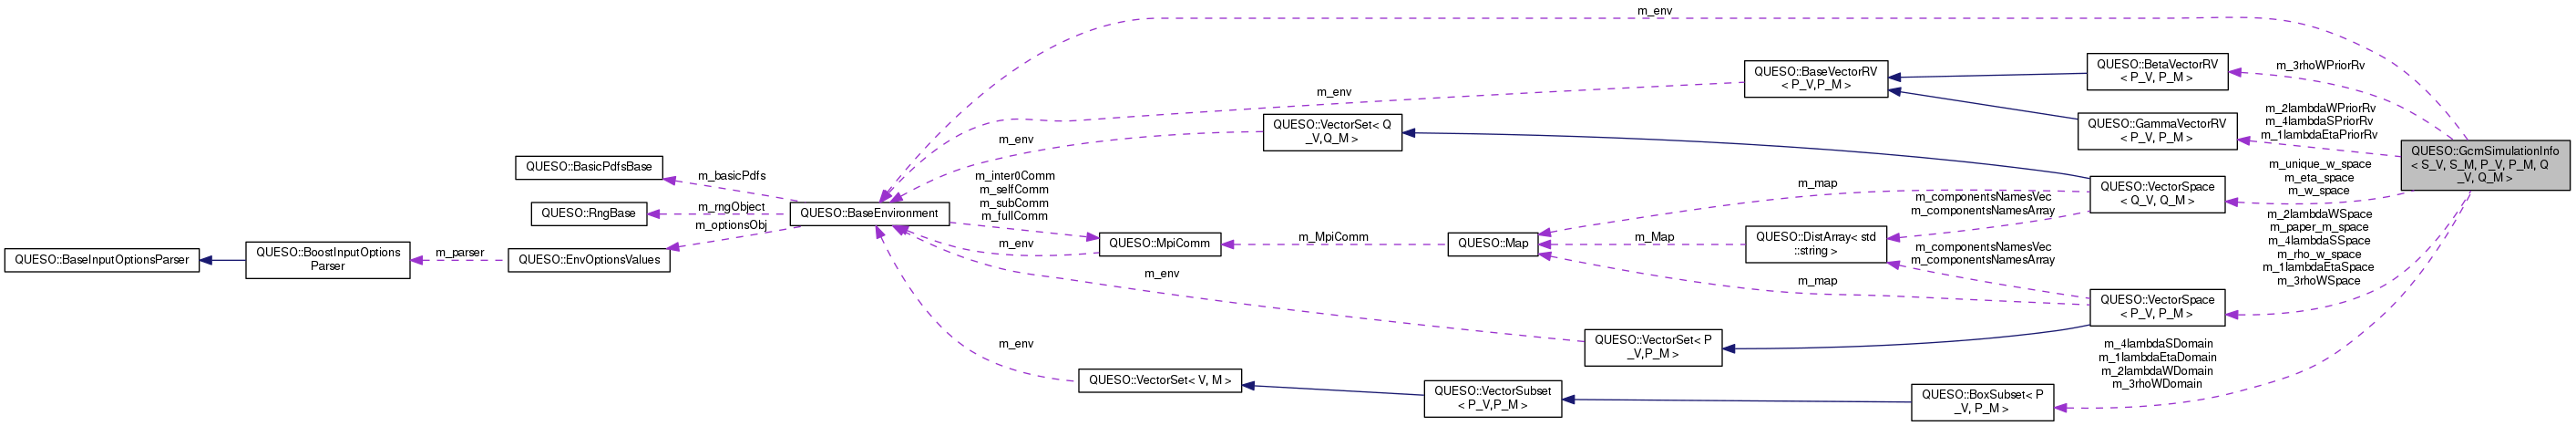 m_env
QUESO::BaseVectorRV
< P_V,P_M >
QUESO::BetaVectorRV
< P_V, P_M >
m_3rhoWPriorRv
m_env
QUESO::VectorSet< Q
_V,Q_M >
QUESO::GammaVectorRV
< P_V, P_M >
m_2lambdaWPriorRv
m_4lambdaSPriorRv
m_1lambdaEtaPriorRv
m_env
QUESO::GcmSimulationInfo
< S_V, S_M, P_V, P_M, Q
_V, Q_M >
QUESO::BasicPdfsBase
m_basicPdfs
m_inter0Comm
m_selfComm
m_subComm
m_fullComm
m_map
QUESO::VectorSpace
< Q_V, Q_M >
m_unique_w_space
m_eta_space
m_w_space
QUESO::RngBase
m_rngObject
QUESO::BaseEnvironment
m_componentsNamesVec
m_componentsNamesArray
m_optionsObj
QUESO::BaseInputOptionsParser
QUESO::BoostInputOptions
Parser
m_parser
QUESO::EnvOptionsValues
m_env
QUESO::MpiComm
m_MpiComm
QUESO::Map
m_Map
QUESO::DistArray< std
::string >
m_componentsNamesVec
m_componentsNamesArray
m_2lambdaWSpace
m_paper_m_space
m_4lambdaSSpace
m_rho_w_space
m_1lambdaEtaSpace
m_3rhoWSpace
m_env
m_map
QUESO::VectorSpace
< P_V, P_M >
m_env
QUESO::VectorSet< P
_V,P_M >
m_4lambdaSDomain
m_1lambdaEtaDomain
m_2lambdaWDomain
m_3rhoWDomain
QUESO::VectorSet< V, M >
QUESO::VectorSubset
< P_V,P_M >
QUESO::BoxSubset< P
_V, P_M >